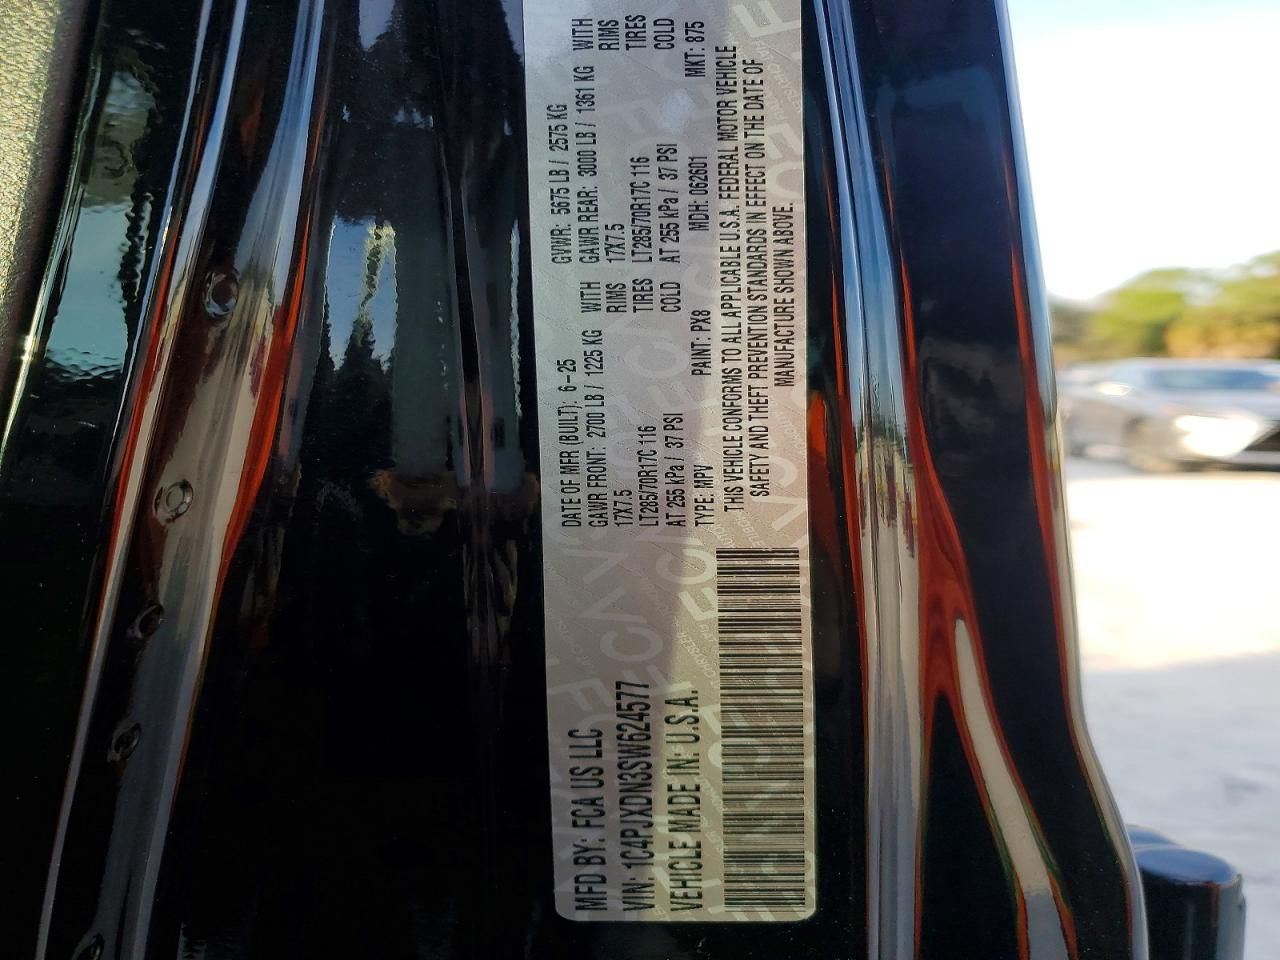 MFD BY: FCA US LLC
DATE OF MFR (BUILT): 6-25
GVWR: 5675 LB / 2575 KG
VIN: 1C4PJXDN3SW624577
VEHICLE MADE IN: U.S.A.
GAWR FRONT: 2700 LB / 1225 KG WITH
17X7.5 RIMS
LT285/70R17C 116 TIRES
AT 255 kPa / 37 PSI COLD
GAWR REAR: 3000 LB / 1361 KG WITH
17X7.5 RIMS
LT285/70R17C 116 TIRES
AT 255 kPa / 37 PSI COLD
TYPE: MPV PAINT: PX8 MDH: 062601 MKT: 875
THIS VEHICLE CONFORMS TO ALL APPLICABLE U.S.A. FEDERAL MOTOR VEHICLE
SAFETY AND THEFT PREVENTION STANDARDS IN EFFECT ON THE DATE OF
MANUFACTURE SHOWN ABOVE.